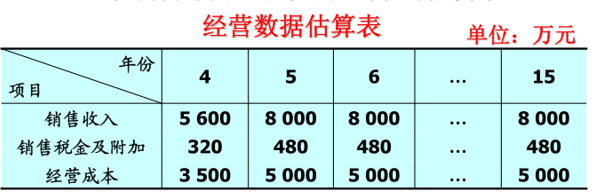 经营数据估算表
单位：万元
年份
项目 4 5 6 … 15
销售收入 5 600 8 000 8 000 … 8 000
销售税金及附加 320 480 480 … 480
经营成本 3 500 5 000 5 000 … 5 000